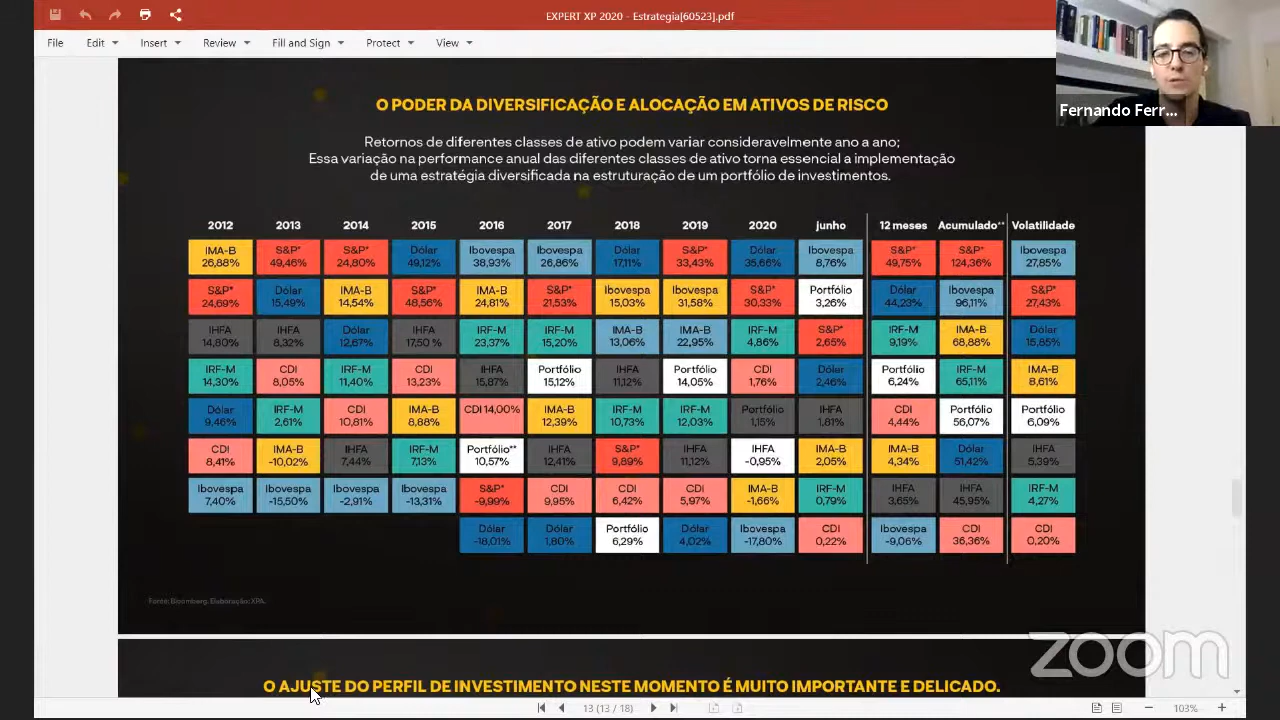 EXPERT XP 2020 - Estrategia[60523].pdf
File Edit Insert Review Fill and Sign Protect View
Fernando Ferr...
O PODER DA DIVERSIFICAÇÃO E ALOCAÇÃO EM ATIVOS DE RISCO
Retornos de diferentes classes de ativo podem variar consideravelmente ano a ano;
Essa variação na performance anual das diferentes classes de ativo torna essencial a implementação
de uma estratégia diversificada na estruturação de um portfólio de investimentos.
2012 2013 2014 2015 2016 2017 2018 2019 2020 junho 12 meses Acumulado** Volatilidade
IMA-B S&P* S&P* Dólar Ibovespa Ibovespa Dólar S&P* Dólar Ibovespa S&P* S&P* Ibovespa
26,88% 49,46% 24,80% 49,12% 38,93% 26,86% 17,11% 33,43% 35,66% 8,76% 49,75% 124,36% 27,85%
S&P* Dólar IMA-B S&P* IMA-B S&P* Ibovespa Ibovespa S&P* Portfólio Dólar Ibovespa S&P*
24,69% 15,49% 14,54% 48,56% 24,81% 21,53% 15,03% 31,58% 30,33% 3,26% 44,23% 96,11% 27,43%
IHFA IHFA Dólar IHFA IRF-M IRF-M IMA-B IMA-B IRF-M S&P* IRF-M IMA-B Dólar
14,80% 8,32% 12,67% 17,50 % 23,37% 15,20% 13,06% 22,95% 4,86% 2,65% 9,19% 68,88% 15,85%
IRF-M CDI IRF-M CDI IHFA Portfólio IHFA Portfólio CDI Dólar Portfólio IRF-M IMA-B
14,30% 8,05% 11,40% 13,23% 15,87% 15,12% 11,12% 14,05% 1,76% 2,46% 6,24% 65,11% 8,61%
Dólar IRF-M CDI IMA-B CDI 14,00% IMA-B IRF-M IRF-M Portfólio IHFA CDI Portfólio Portfólio
9,46% 2,61% 10,81% 8,88% 12,39% 10,73% 12,03% 1,15% 1,81% 4,44% 56,07% 6,09%
CDI IMA-B IHFA IRF-M Portfólio** IHFA S&P* IHFA IHFA IMA-B IMA-B Dólar IHFA
8,41% -10,02% 7,44% 7,13% 10,57% 12,41% 9,89% 11,12% -0,95% 2,05% 4,34% 51,42% 5,39%
Ibovespa Ibovespa Ibovespa Ibovespa S&P* CDI CDI CDI IMA-B IRF-M IHFA IHFA IRF-M
7,40% -15,50% -2,91% -13,31% -9,99% 9,95% 6,42% 5,97% -1,66% 0,79% 3,65% 45,95% 4,27%
Dólar Dólar Portfólio Dólar Ibovespa CDI Ibovespa CDI CDI
-18,01% 1,80% 6,29% 4,02% -17,80% 0,22% -9,06% 36,36% 0,20%
Fonte: Bloomberg. Elaboração: XPA.
zoom
O AJUSTE DO PERFIL DE INVESTIMENTO NESTE MOMENTO É MUITO IMPORTANTE E DELICADO.
13 (13 / 18) 103%